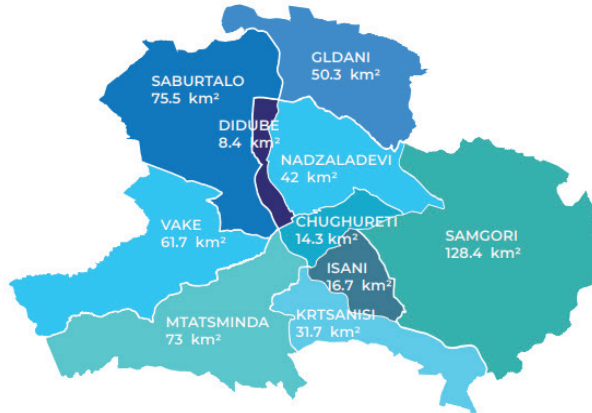 GLDANI
50.3 km²
SABURTALO
75.5 km²
DIDUBE
8.4 km²
NADZALADEVI
42 km²
VAKE
61.7 km²
CHUGHURETI
14.3 km²
SAMGORI
128.4 km²
ISANI
16.7 km²
MTATSMINDA
73 km²
KRTSANISI
31.7 km²